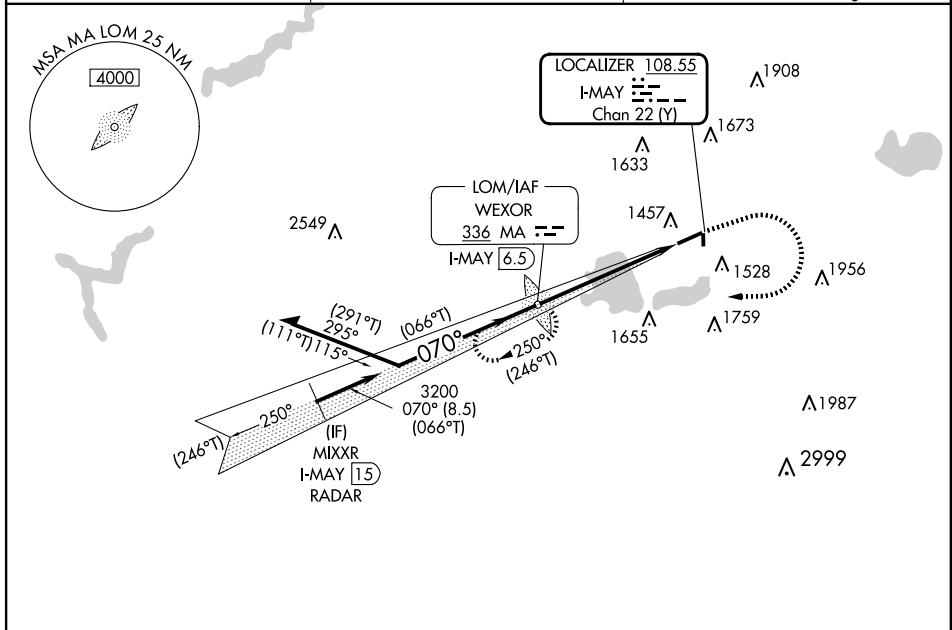 MSA MA LOM 25 NM
4000
LOCALIZER 108.55
I-MAY
Chan 22 (Y)
1908
1673
1633
LOM/IAF
WEXOR
336 MA
I-MAY 6.5
2549
1457
1528
1956
1655
1759
(291°T)
295°
(111°T) 115°
(066°T)
070°
250°
(246°T)
3200
070° (8.5)
(066°T)
250°
(246°T)
(IF)
MIXXR
I-MAY 15
RADAR
1987
2999